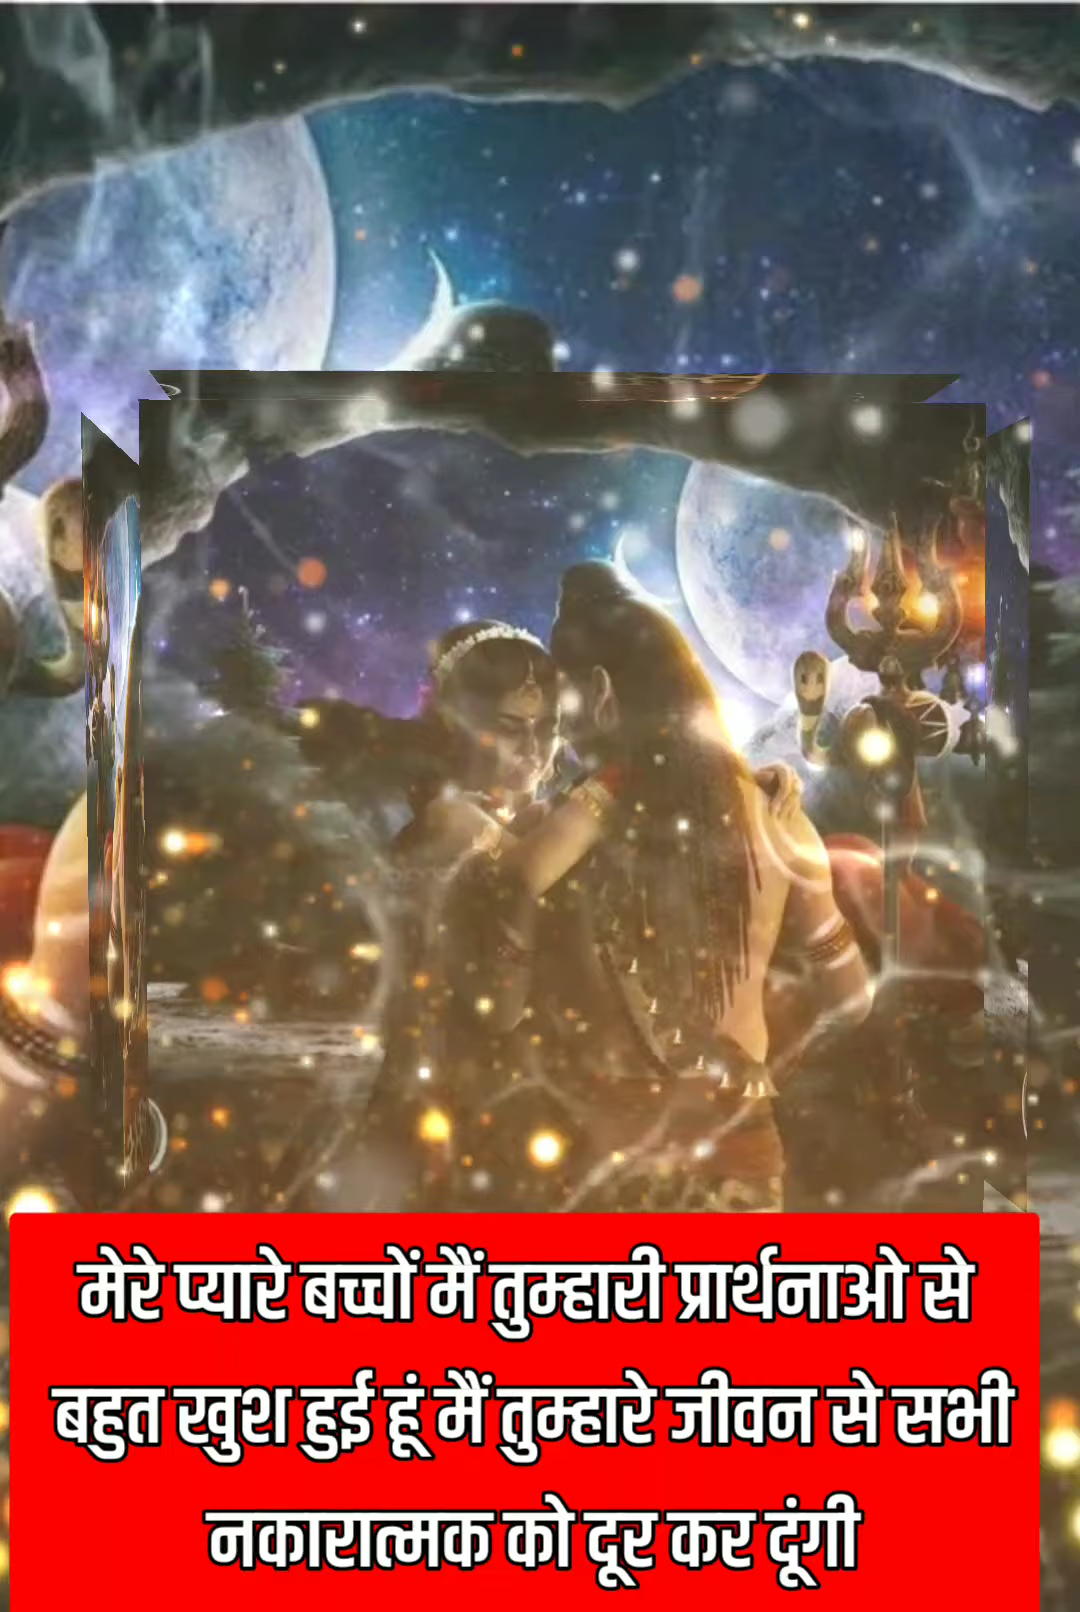 मेरे प्यारे बच्चों मैं तुम्हारी प्रार्थनाओ से
बहुत खुश हुई हूं मैं तुम्हारे जीवन से सभी
नकारात्मक को दूर कर दूंगी